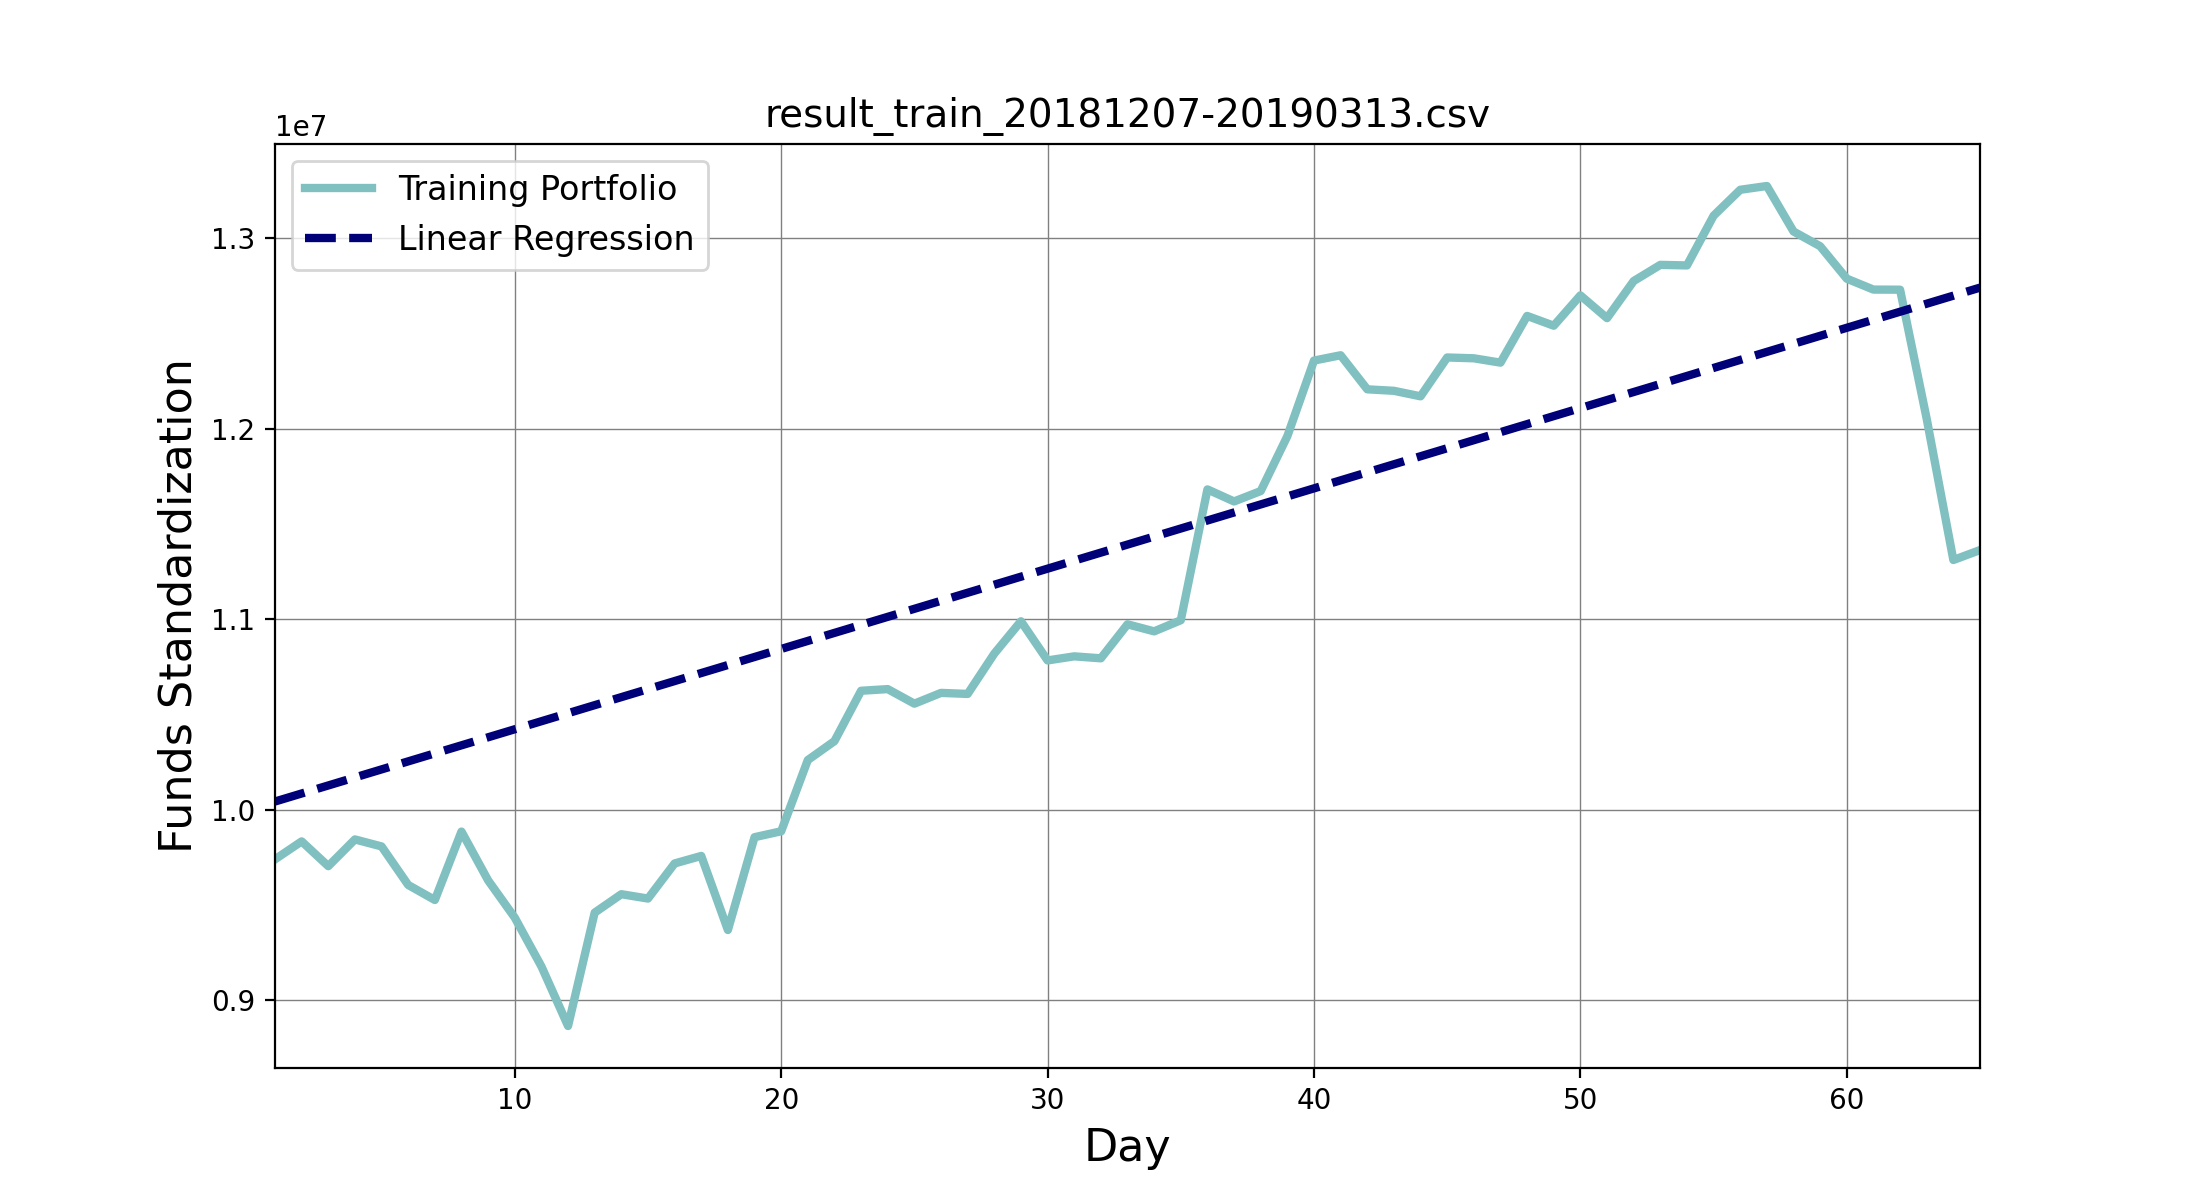 result_train_20181207-20190313.csv
1e7
Training Portfolio
Linear Regression
1.3
1.2
1.1
1.0
0.9
Funds Standardization
10 20 30 40 50 60
Day